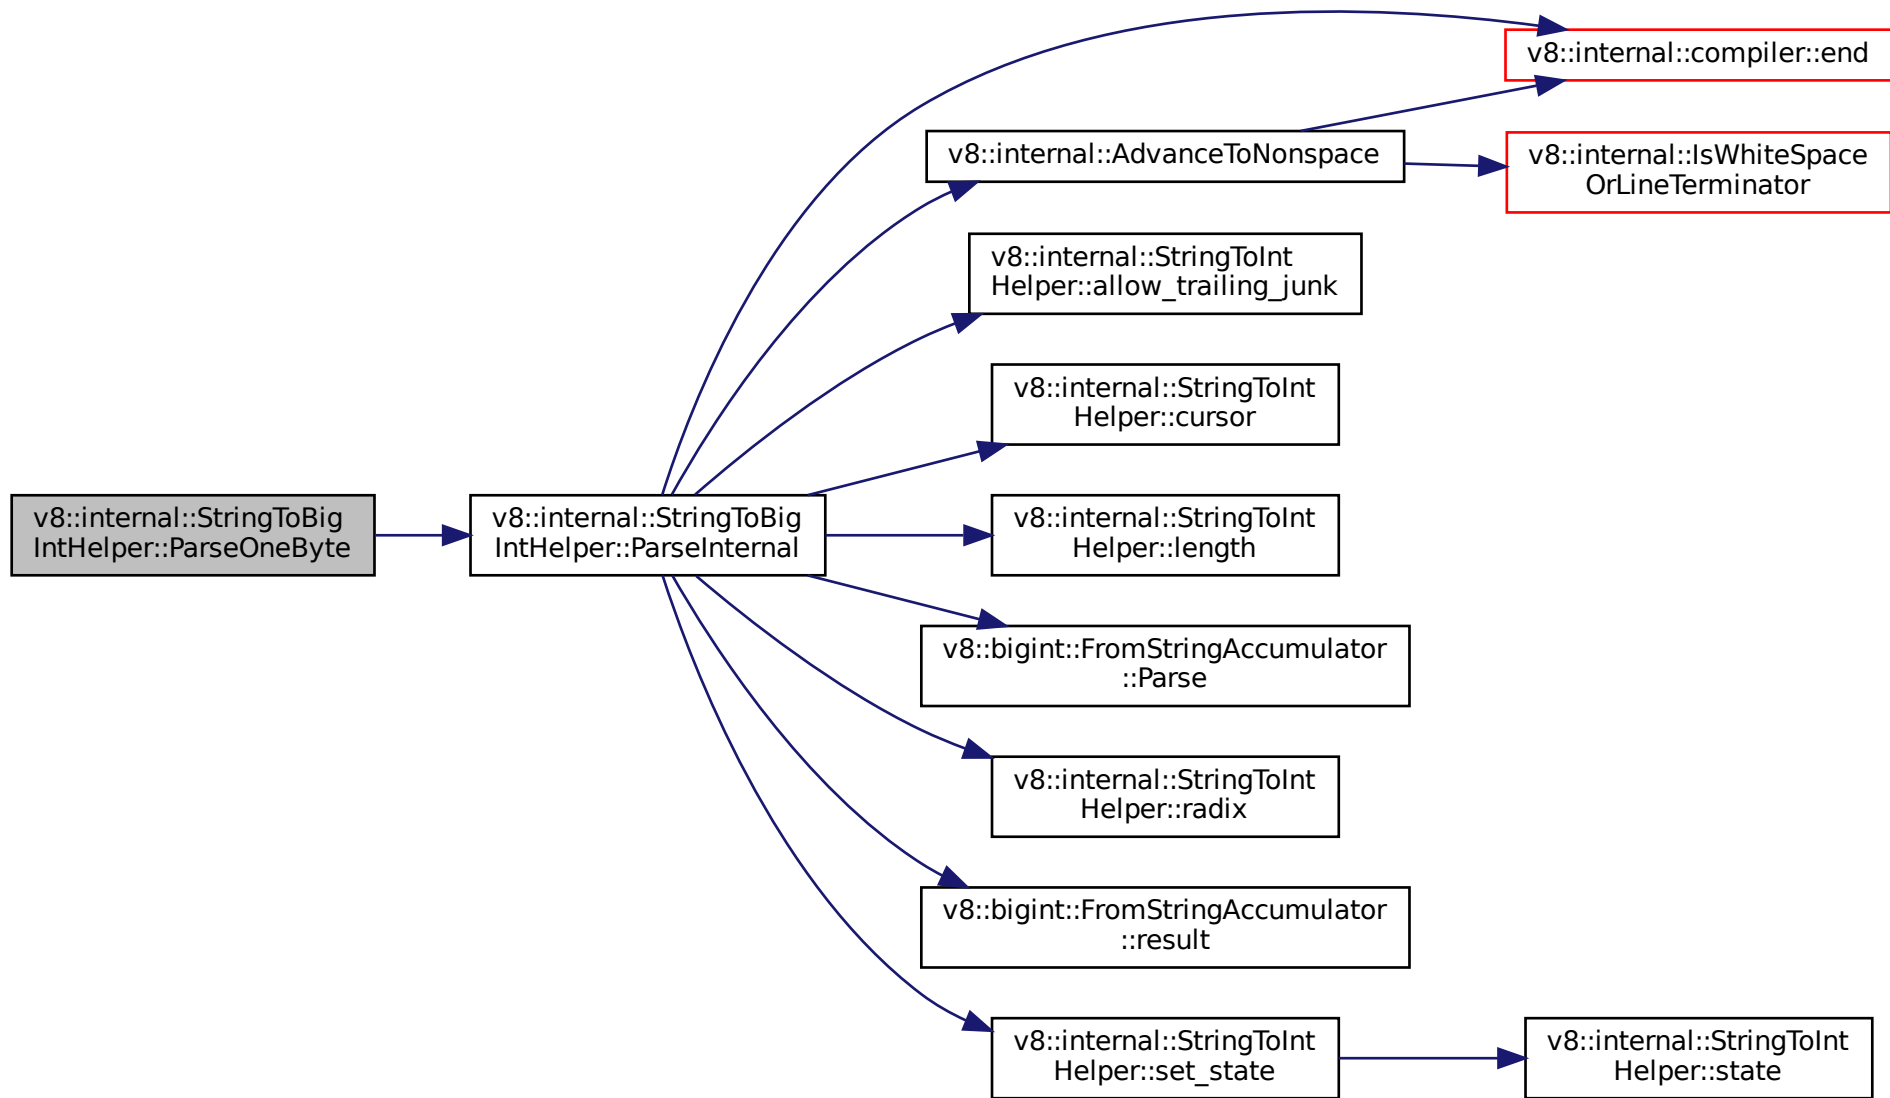 v8::internal::compiler::end
v8::internal::AdvanceToNonspace
v8::internal::IsWhiteSpace
OrLineTerminator
v8::internal::StringToInt
Helper::allow_trailing_junk
v8::internal::StringToInt
Helper::cursor
v8::internal::StringToBig
IntHelper::ParseOneByte
v8::internal::StringToBig
IntHelper::ParseInternal
v8::internal::StringToInt
Helper::length
v8::bigint::FromStringAccumulator
::Parse
v8::internal::StringToInt
Helper::radix
v8::bigint::FromStringAccumulator
::result
v8::internal::StringToInt
Helper::set_state
v8::internal::StringToInt
Helper::state